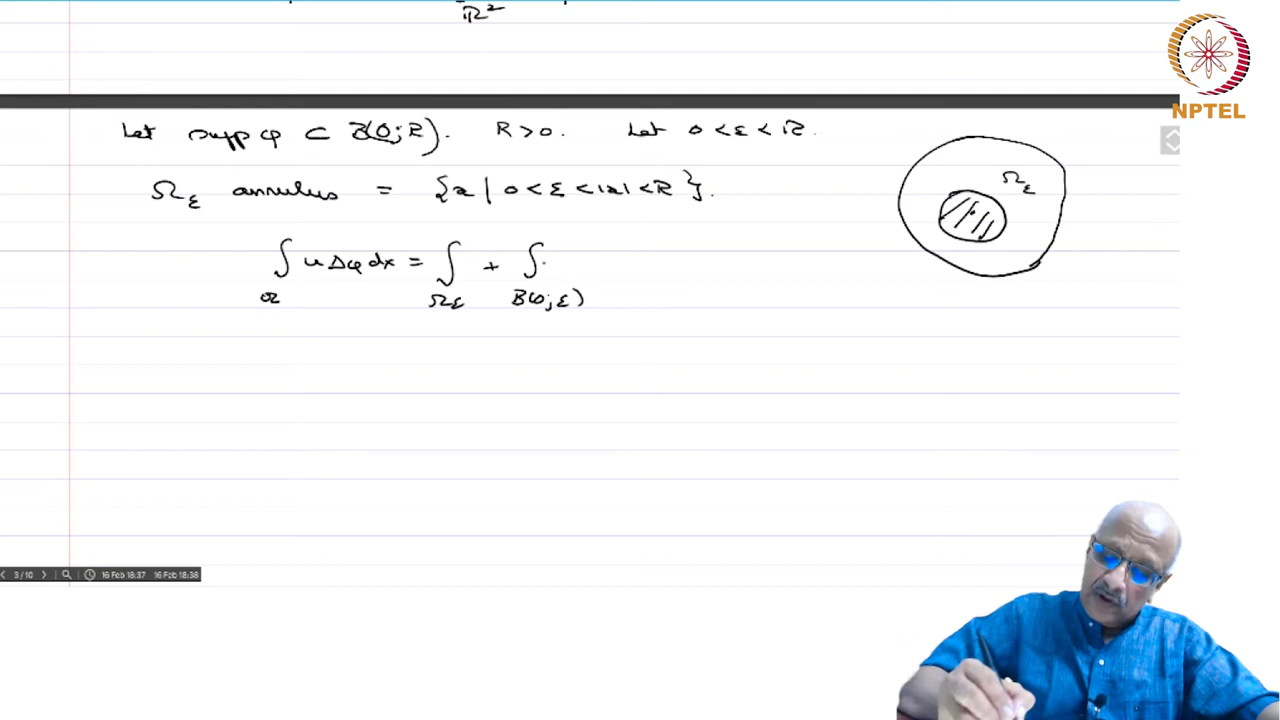 ℝ²
NPTEL
Let supp φ ⊂ B(0;R). R > 0. Let 0 < ε < R.
Ω_ε annulus = {x | 0 < ε < |x| < R}.
Ω_ε
∫_Ω u Δφ dx = ∫_{Ω_ε} + ∫_{B(0;ε)}
3/10 16 Feb 18:37 16 Feb 18:38